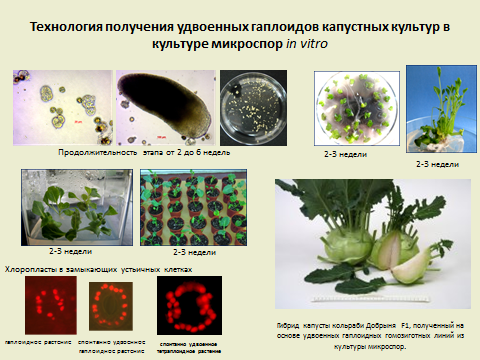 Технология получения удвоенных гаплоидов капустных культур в
культуре микроспор in vitro
Продолжительность этапа от 2 до 6 недель
2-3 недели
2-3 недели
2-3 недели
2-3 недели
Хлоропласты в замыкающих устьичных клетках
гаплоидное растение
спонтанно удвоенное
гаплоидное растение
спонтанно удвоенное
тетраплоидное растение
Гибрид капусты кольраби Добрыня F1, полученный на
основе удвоенных гаплоидных гомозиготных линий из
культуры микроспор.